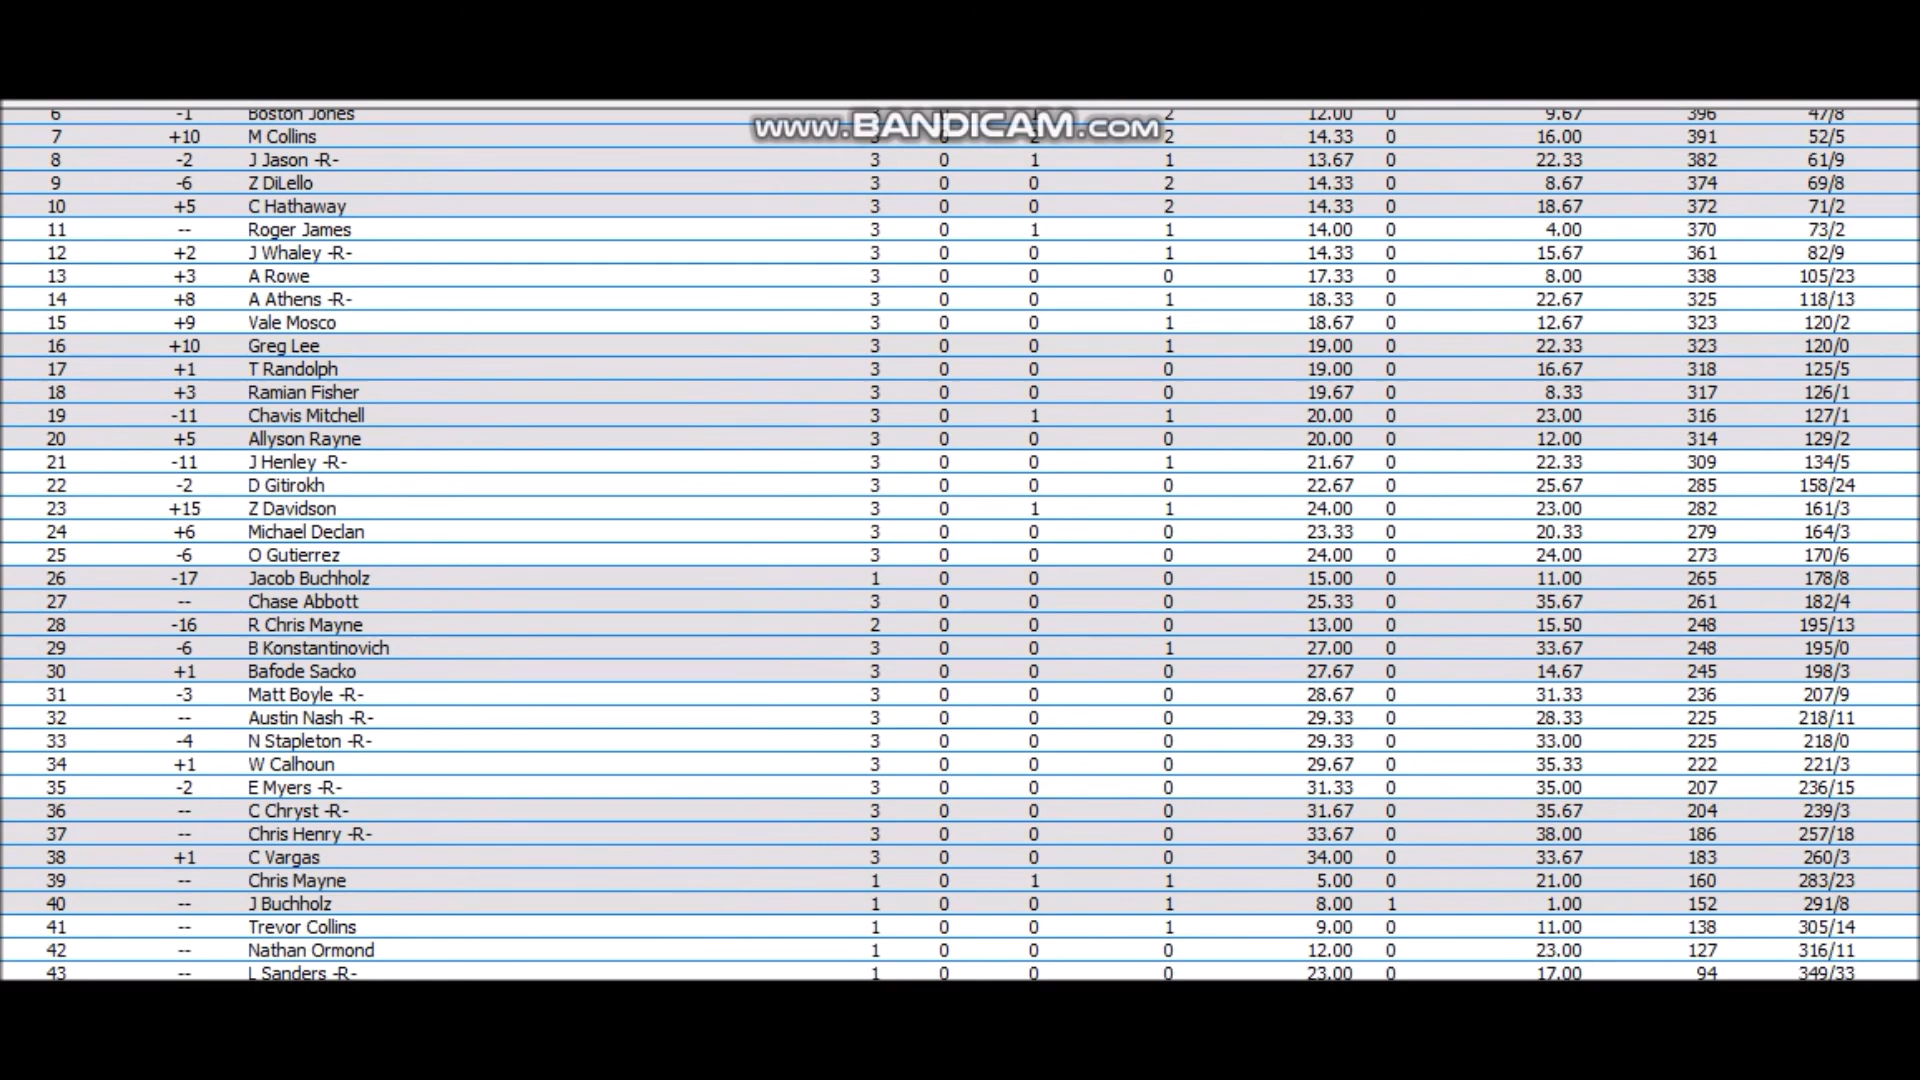 6 -1 Boston Jones 3 0 2 12.00 0 9.67 396 47/8
www.BANDICAM.com
7 +10 M Collins 3 0 2 2 14.33 0 16.00 391 52/5
8 -2 J Jason -R- 3 0 1 1 13.67 0 22.33 382 61/9
9 -6 Z DiLello 3 0 0 2 14.33 0 8.67 374 69/8
10 +5 C Hathaway 3 0 0 2 14.33 0 18.67 372 71/2
11 -- Roger James 3 0 1 1 14.00 0 4.00 370 73/2
12 +2 J Whaley -R- 3 0 0 1 14.33 0 15.67 361 82/9
13 +3 A Rowe 3 0 0 0 17.33 0 8.00 338 105/23
14 +8 A Athens -R- 3 0 0 1 18.33 0 22.67 325 118/13
15 +9 Vale Mosco 3 0 0 1 18.67 0 12.67 323 120/2
16 +10 Greg Lee 3 0 0 1 19.00 0 22.33 323 120/0
17 +1 T Randolph 3 0 0 0 19.00 0 16.67 318 125/5
18 +3 Ramian Fisher 3 0 0 0 19.67 0 8.33 317 126/1
19 -11 Chavis Mitchell 3 0 1 1 20.00 0 23.00 316 127/1
20 +5 Allyson Rayne 3 0 0 0 20.00 0 12.00 314 129/2
21 -11 J Henley -R- 3 0 0 1 21.67 0 22.33 309 134/5
22 -2 D Gitirokh 3 0 0 0 22.67 0 25.67 285 158/24
23 +15 Z Davidson 3 0 1 1 24.00 0 23.00 282 161/3
24 +6 Michael Declan 3 0 0 0 23.33 0 20.33 279 164/3
25 -6 O Gutierrez 3 0 0 0 24.00 0 24.00 273 170/6
26 -17 Jacob Buchholz 1 0 0 0 15.00 0 11.00 265 178/8
27 -- Chase Abbott 3 0 0 0 25.33 0 35.67 261 182/4
28 -16 R Chris Mayne 2 0 0 0 13.00 0 15.50 248 195/13
29 -6 B Konstantinovich 3 0 0 1 27.00 0 33.67 248 195/0
30 +1 Bafode Sacko 3 0 0 0 27.67 0 14.67 245 198/3
31 -3 Matt Boyle -R- 3 0 0 0 28.67 0 31.33 236 207/9
32 -- Austin Nash -R- 3 0 0 0 29.33 0 28.33 225 218/11
33 -4 N Stapleton -R- 3 0 0 0 29.33 0 33.00 225 218/0
34 +1 W Calhoun 3 0 0 0 29.67 0 35.33 222 221/3
35 -2 E Myers -R- 3 0 0 0 31.33 0 35.00 207 236/15
36 -- C Chryst -R- 3 0 0 0 31.67 0 35.67 204 239/3
37 -- Chris Henry -R- 3 0 0 0 33.67 0 38.00 186 257/18
38 +1 C Vargas 3 0 0 0 34.00 0 33.67 183 260/3
39 -- Chris Mayne 1 0 1 1 5.00 0 21.00 160 283/23
40 -- J Buchholz 1 0 0 1 8.00 1 1.00 152 291/8
41 -- Trevor Collins 1 0 0 1 9.00 0 11.00 138 305/14
42 -- Nathan Ormond 1 0 0 0 12.00 0 23.00 127 316/11
43 -- L Sanders -R- 1 0 0 0 23.00 0 17.00 94 349/33